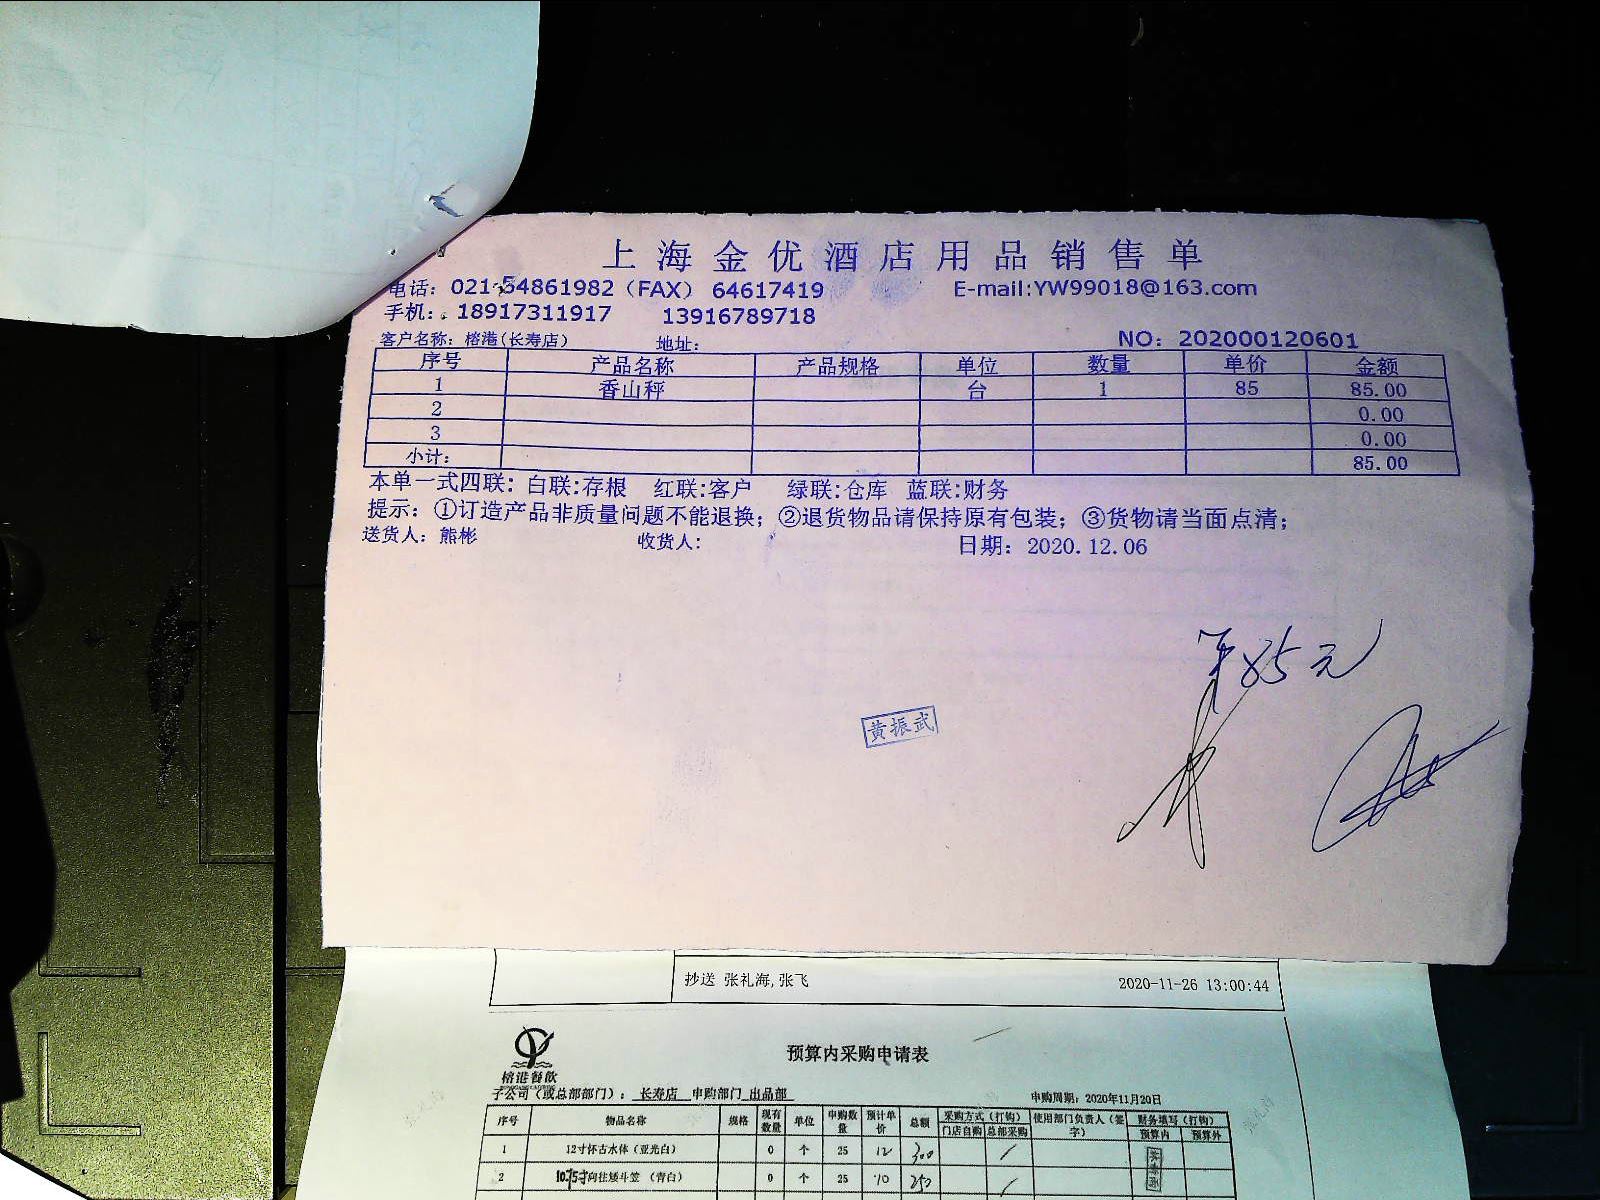 上海金优酒店用品销售单
电话：021-54861982（FAX） 64617419 E-mail:YW99018@163.com
手机：18917311917 13916789718
客户名称：榕港(长寿店) 地址： NO：202000120601
序号 产品名称 产品规格 单位 数量 单价 金额
1 香山秤 台 1 85 85.00
2 0.00
3 0.00
小计： 85.00
本单一式四联：白联:存根 红联:客户 绿联:仓库 蓝联:财务
提示：①订造产品非质量问题不能退换；②退货物品请保持原有包装；③货物请当面点清；
送货人：熊彬 收货人： 日期：2020.12.06
85元
黄振武
抄送 张礼海,张飞 2020-11-26 13:00:44
榕港餐饮
预算内采购申请表
子公司（或总部部门）：长寿店 申购部门 出品部 申购周期：2020年11月20日
序号 物品名称 规格 现有数量 单位 申购数量 预计单价 总额 采购方式（打钩） 使用部门负责人（签字） 财务填写（打钩）
门店自购 总部采购 预算内 预算外
1 12寸怀古水体（亚光白） 0 个 25 12 300
2 10.75寸向往矮斗笠（青白） 0 个 25 10 250